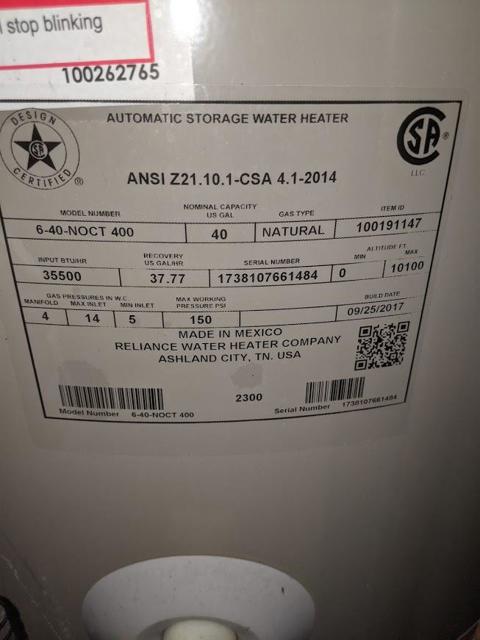 l stop blinking
100262765
DESIGN CERTIFIED ®
AUTOMATIC STORAGE WATER HEATER
CSA
LLC
ANSI Z21.10.1-CSA 4.1-2014
MODEL NUMBER NOMINAL CAPACITY US GAL GAS TYPE ITEM ID
6-40-NOCT 400 40 NATURAL 100191147
INPUT BTU/HR RECOVERY US GAL/HR SERIAL NUMBER ALTITUDE FT. MIN MAX
35500 37.77 1738107661484 0 10100
GAS PRESSURES IN W.C. MANIFOLD MAX INLET MIN INLET MAX WORKING PRESSURE PSI BUILD DATE
4 14 5 150 09/25/2017
MADE IN MEXICO
RELIANCE WATER HEATER COMPANY
ASHLAND CITY, TN. USA
2300
Model Number 6-40-NOCT 400 Serial Number 1738107661484